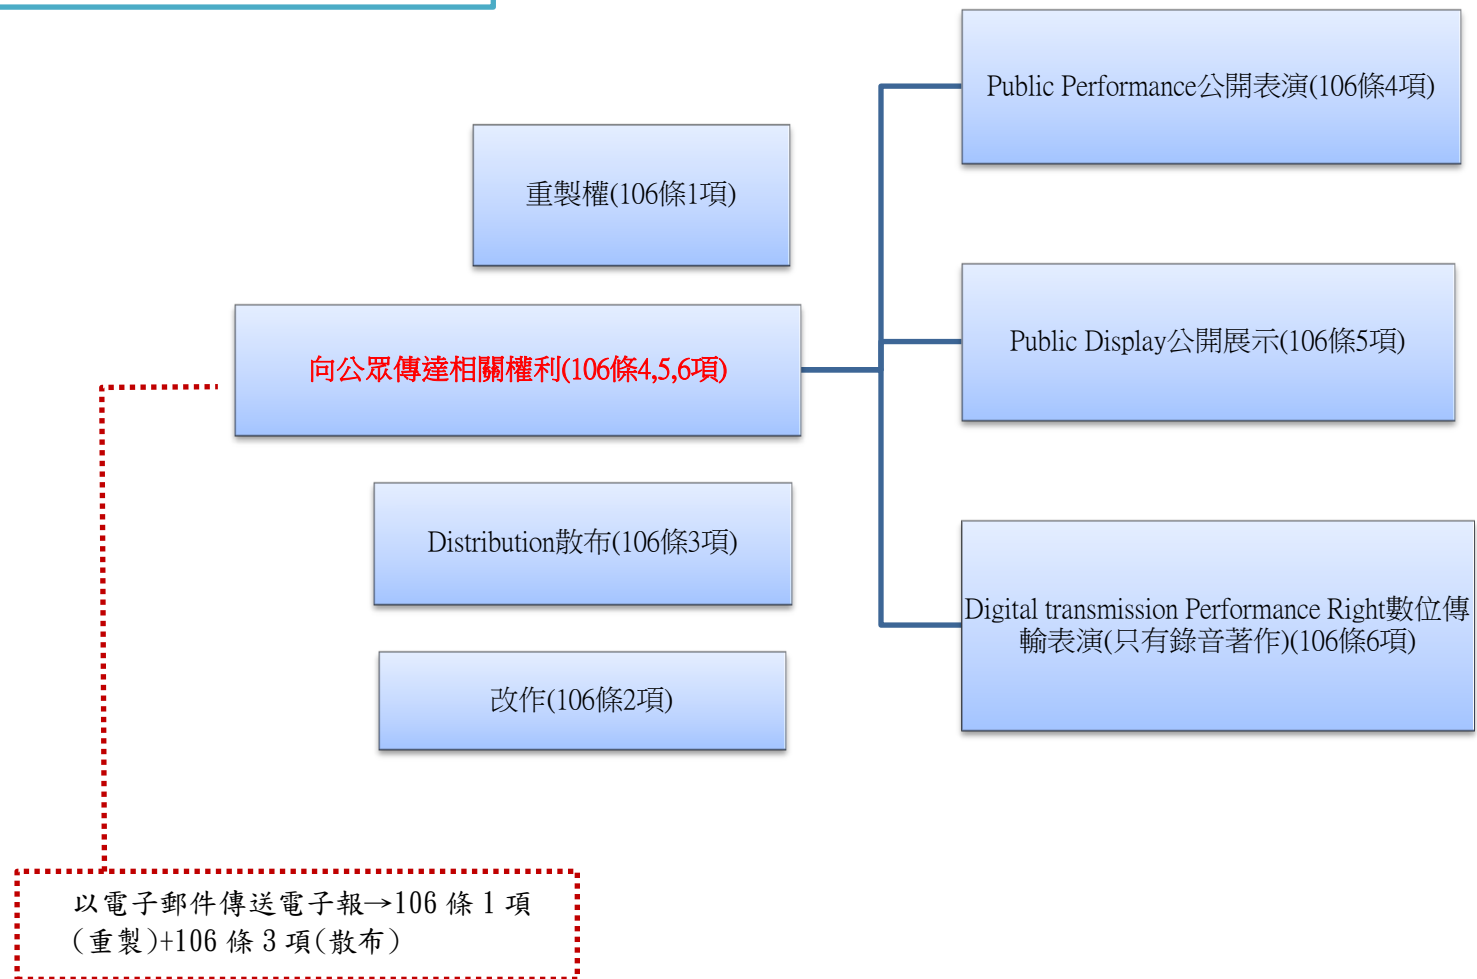 Public Performance公開表演(106條4項)
重製權(106條1項)
Public Display公開展示(106條5項)
向公眾傳達相關權利(106條4,5,6項)
Distribution散布(106條3項)
Digital transmission Performance Right數位傳
輸表演(只有錄音著作)(106條6項)
改作(106條2項)
以電子郵件傳送電子報→106 條 1 項
(重製)+106 條 3 項(散布)